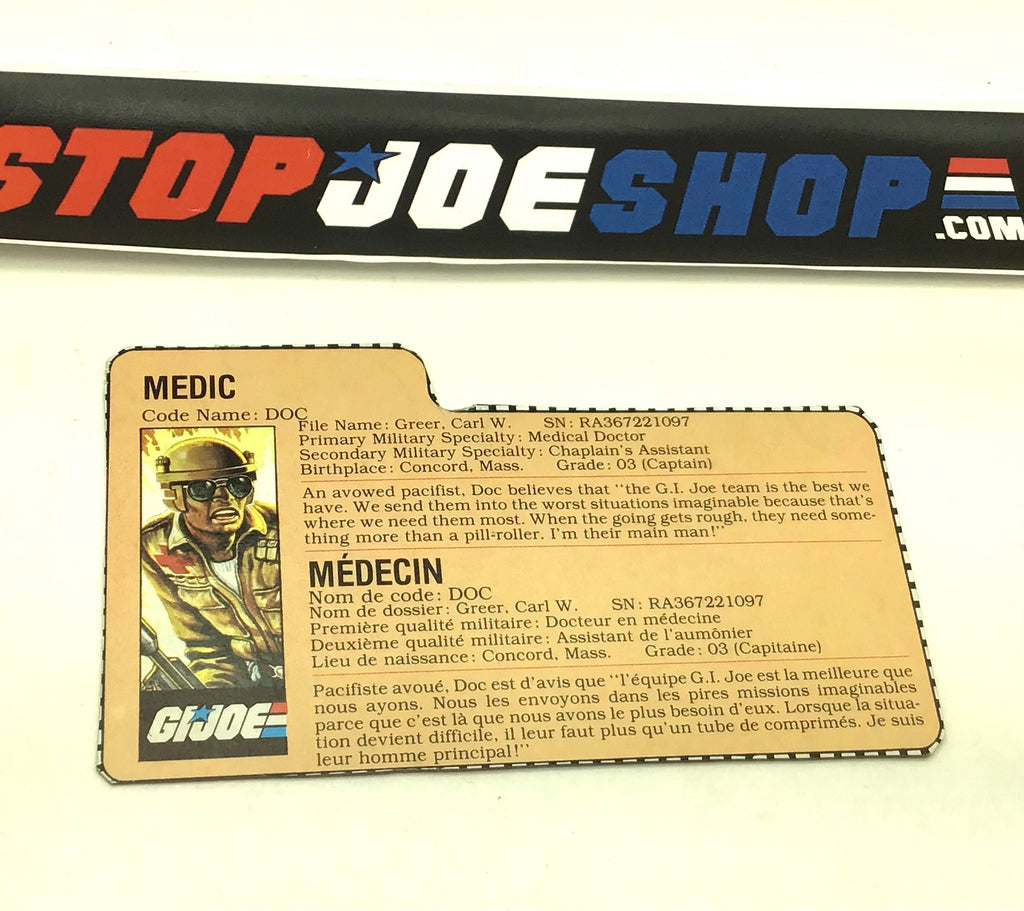 STOPJOESHOP
.COM
MEDIC
Code Name: DOC
File Name: Greer, Carl W. SN: RA367221097
Primary Military Specialty: Medical Doctor
Secondary Military Specialty: Chaplain's Assistant
Birthplace: Concord, Mass. Grade: 03 (Captain)
An avowed pacifist, Doc believes that "the G.I. Joe team is the best we
have. We send them into the worst situations imaginable because that's
where we need them most. When the going gets rough, they need some-
thing more than a pill-roller. I'm their main man!"
MÉDECIN
Nom de code: DOC
Nom de dossier: Greer, Carl W. SN: RA367221097
Première qualité militaire: Docteur en médecine
Deuxième qualité militaire: Assistant de l'aumônier
Lieu de naissance: Concord, Mass. Grade: 03 (Capitaine)
Pacifiste avoué, Doc est d'avis que "l'équipe G.I. Joe est la meilleure que
nous ayons. Nous les envoyons dans les pires missions imaginables
parce que c'est là que nous avons le plus besoin d'eux. Lorsque la situa-
tion devient difficile, il leur faut plus qu'un tube de comprimés. Je suis
leur homme principal!"
GIJOE